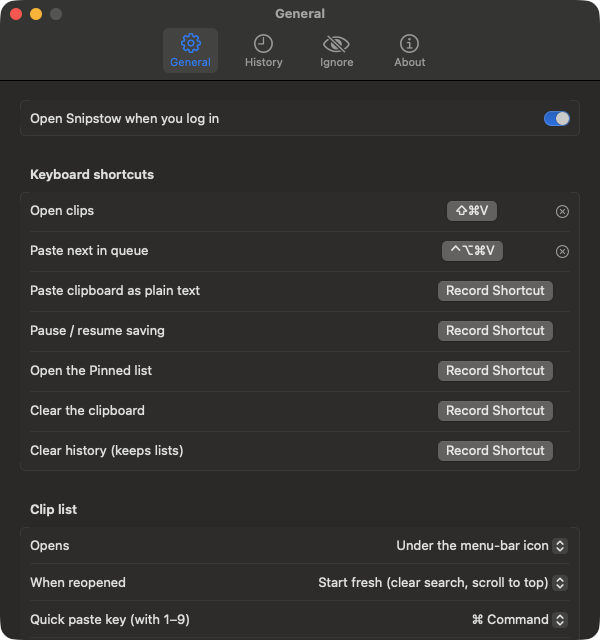 General
General
History
Ignore
About
Open Snipstow when you log in
Keyboard shortcuts
Open clips ⇧⌘V
Paste next in queue ^⌥⌘V
Paste clipboard as plain text Record Shortcut
Pause / resume saving Record Shortcut
Open the Pinned list Record Shortcut
Clear the clipboard Record Shortcut
Clear history (keeps lists) Record Shortcut
Clip list
Opens Under the menu-bar icon
When reopened Start fresh (clear search, scroll to top)
Quick paste key (with 1–9) ⌘ Command